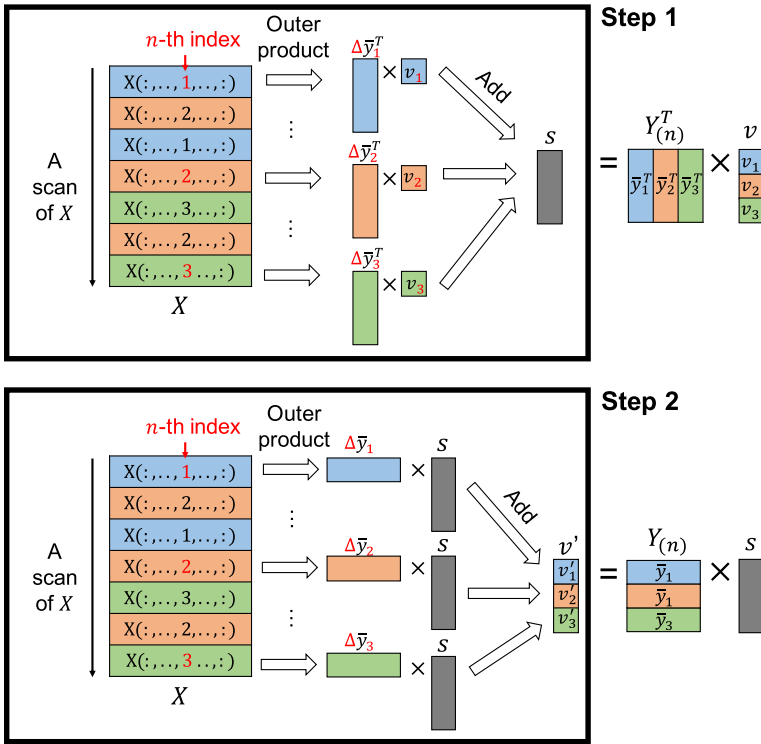 Step 1
n-th index
Outer
product
X(:,..,1,..,:)
X(:,..,2,..,:)
X(:,..,1,..,:)
X(:,..,2,..,:)
X(:,..,3,..,:)
X(:,..,2,..,:)
X(:,..,3..,:)
X
A
scan
of X
⋮
⋮
Δȳ₁ᵀ × v₁
Δȳ₂ᵀ × v₂
Δȳ₃ᵀ × v₃
Add
s
=
Y₍ₙ₎ᵀ × v
ȳ₁ᵀ ȳ₂ᵀ ȳ₃ᵀ
v₁
v₂
v₃
Step 2
n-th index
Outer
product
X(:,..,1,..,:)
X(:,..,2,..,:)
X(:,..,1,..,:)
X(:,..,2,..,:)
X(:,..,3,..,:)
X(:,..,2,..,:)
X(:,..,3..,:)
X
A
scan
of X
⋮
⋮
Δȳ₁ × s
Δȳ₂ × s
Δȳ₃ × s
Add
v'
v′₁
v′₂
v′₃
=
Y₍ₙ₎ × s
ȳ₁
ȳ₁
ȳ₃